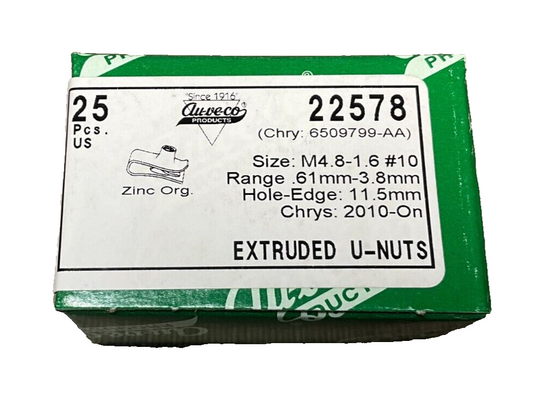 25
Pcs.
US
"Since 1916"
Au-ve-co®
PRODUCTS
Zinc Org.
22578
(Chry: 6509799-AA)
Size: M4.8-1.6 #10
Range .61mm-3.8mm
Hole-Edge: 11.5mm
Chrys: 2010-On
EXTRUDED U-NUTS